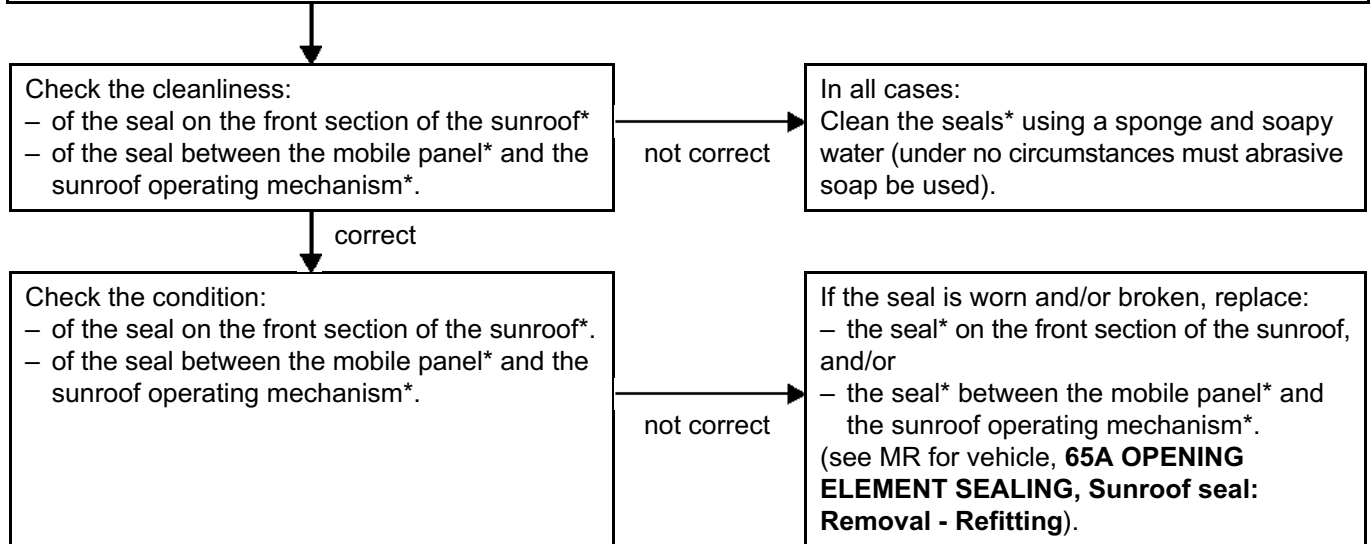 Check the cleanliness:
– of the seal on the front section of the sunroof*
– of the seal between the mobile panel* and the
sunroof operating mechanism*.
not correct
In all cases:
Clean the seals* using a sponge and soapy
water (under no circumstances must abrasive
soap be used).
correct
Check the condition:
– of the seal on the front section of the sunroof*.
– of the seal between the mobile panel* and the
sunroof operating mechanism*.
not correct
If the seal is worn and/or broken, replace:
– the seal* on the front section of the sunroof,
and/or
– the seal* between the mobile panel* and
the sunroof operating mechanism*.
(see MR for vehicle, 65A OPENING
ELEMENT SEALING, Sunroof seal:
Removal - Refitting).